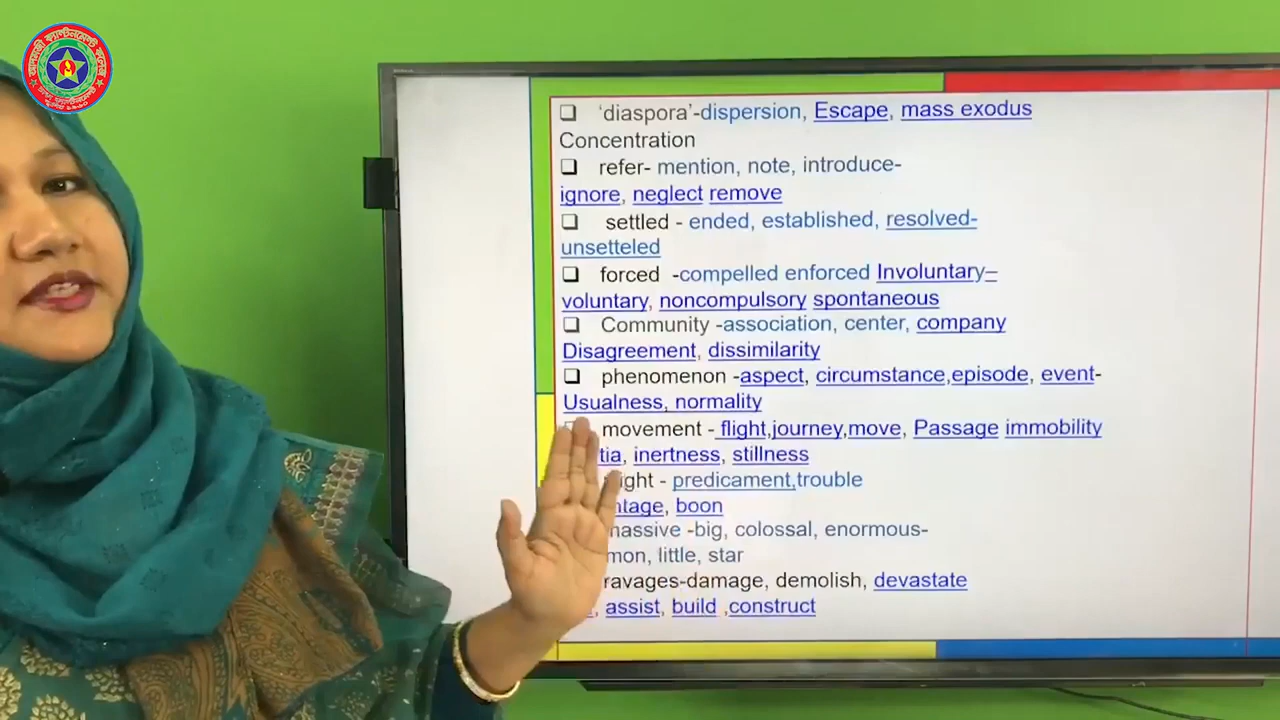 ‘diaspora’-dispersion, Escape, mass exodus
Concentration
refer- mention, note, introduce-
ignore, neglect remove
settled - ended, established, resolved-
unsetteled
forced -compelled enforced Involuntary–
voluntary, noncompulsory spontaneous
Community -association, center, company
Disagreement, dissimilarity
phenomenon -aspect, circumstance,episode, event-
Usualness, normality
movement - flight,journey,move, Passage immobility
tia, inertness, stillness
ight - predicament,trouble
ntage, boon
massive -big, colossal, enormous-
mon, little, star
ravages-damage, demolish, devastate
assist, build ,construct